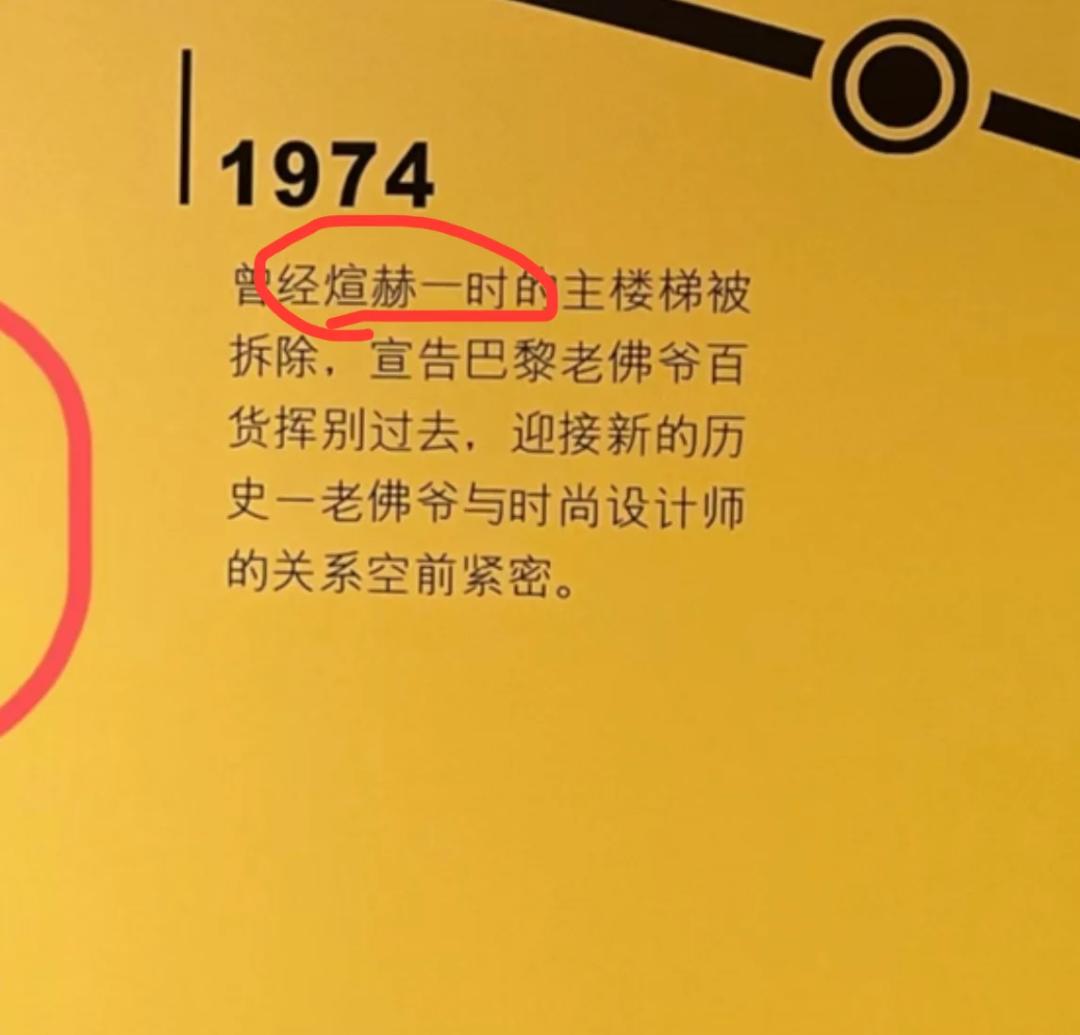 1974
曾经煊赫一时的主楼梯被
拆除，宣告巴黎老佛爷百
货挥别过去，迎接新的历
史一老佛爷与时尚设计师
的关系空前紧密。